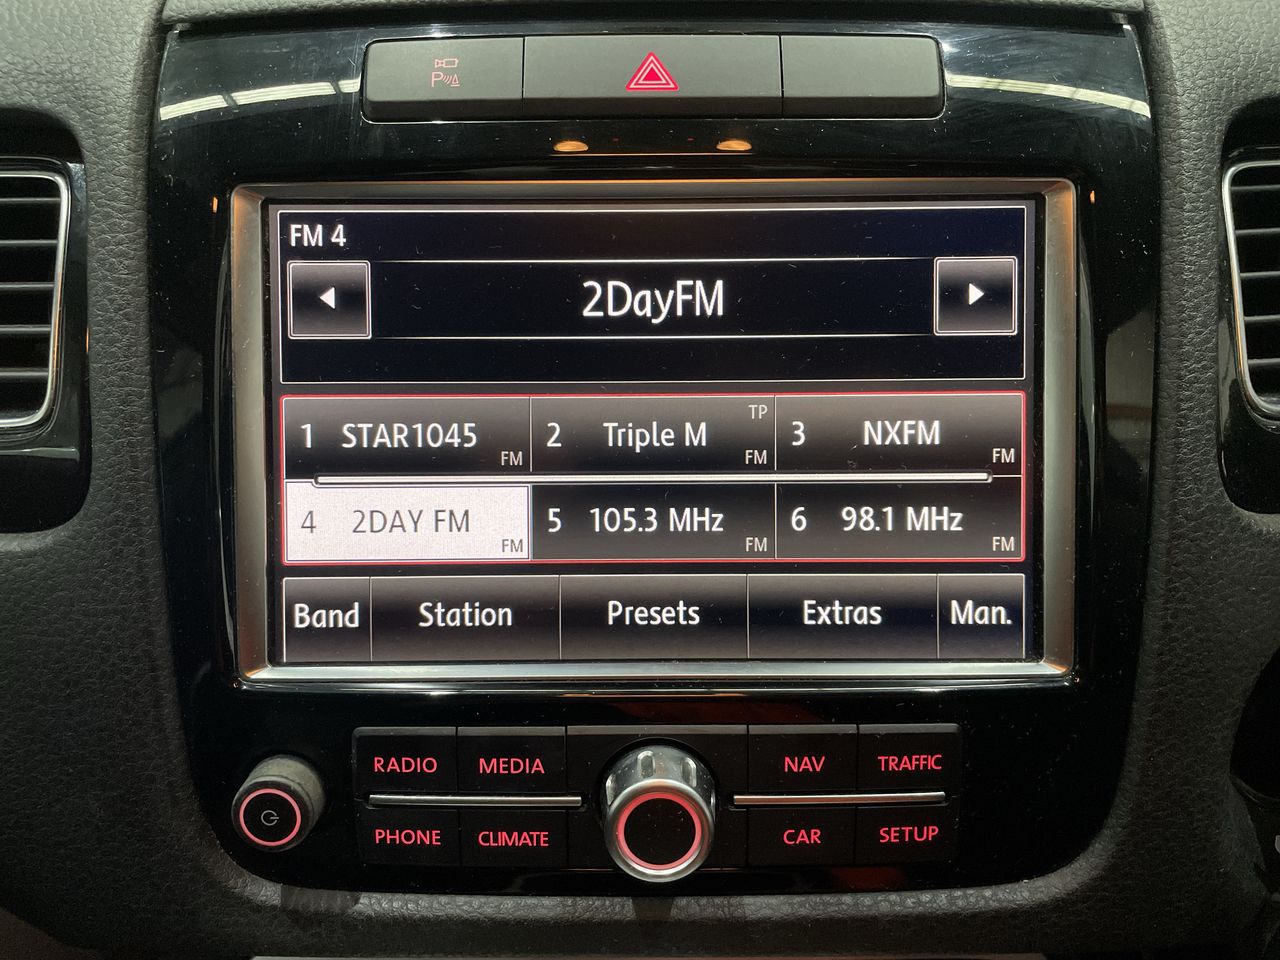 P
FM 4
2DayFM
1 STAR1045 FM
2 Triple M TP FM
3 NXFM FM
4 2DAY FM FM
5 105.3 MHz FM
6 98.1 MHz FM
Band Station Presets Extras Man.
RADIO MEDIA NAV TRAFFIC
PHONE CLIMATE CAR SETUP